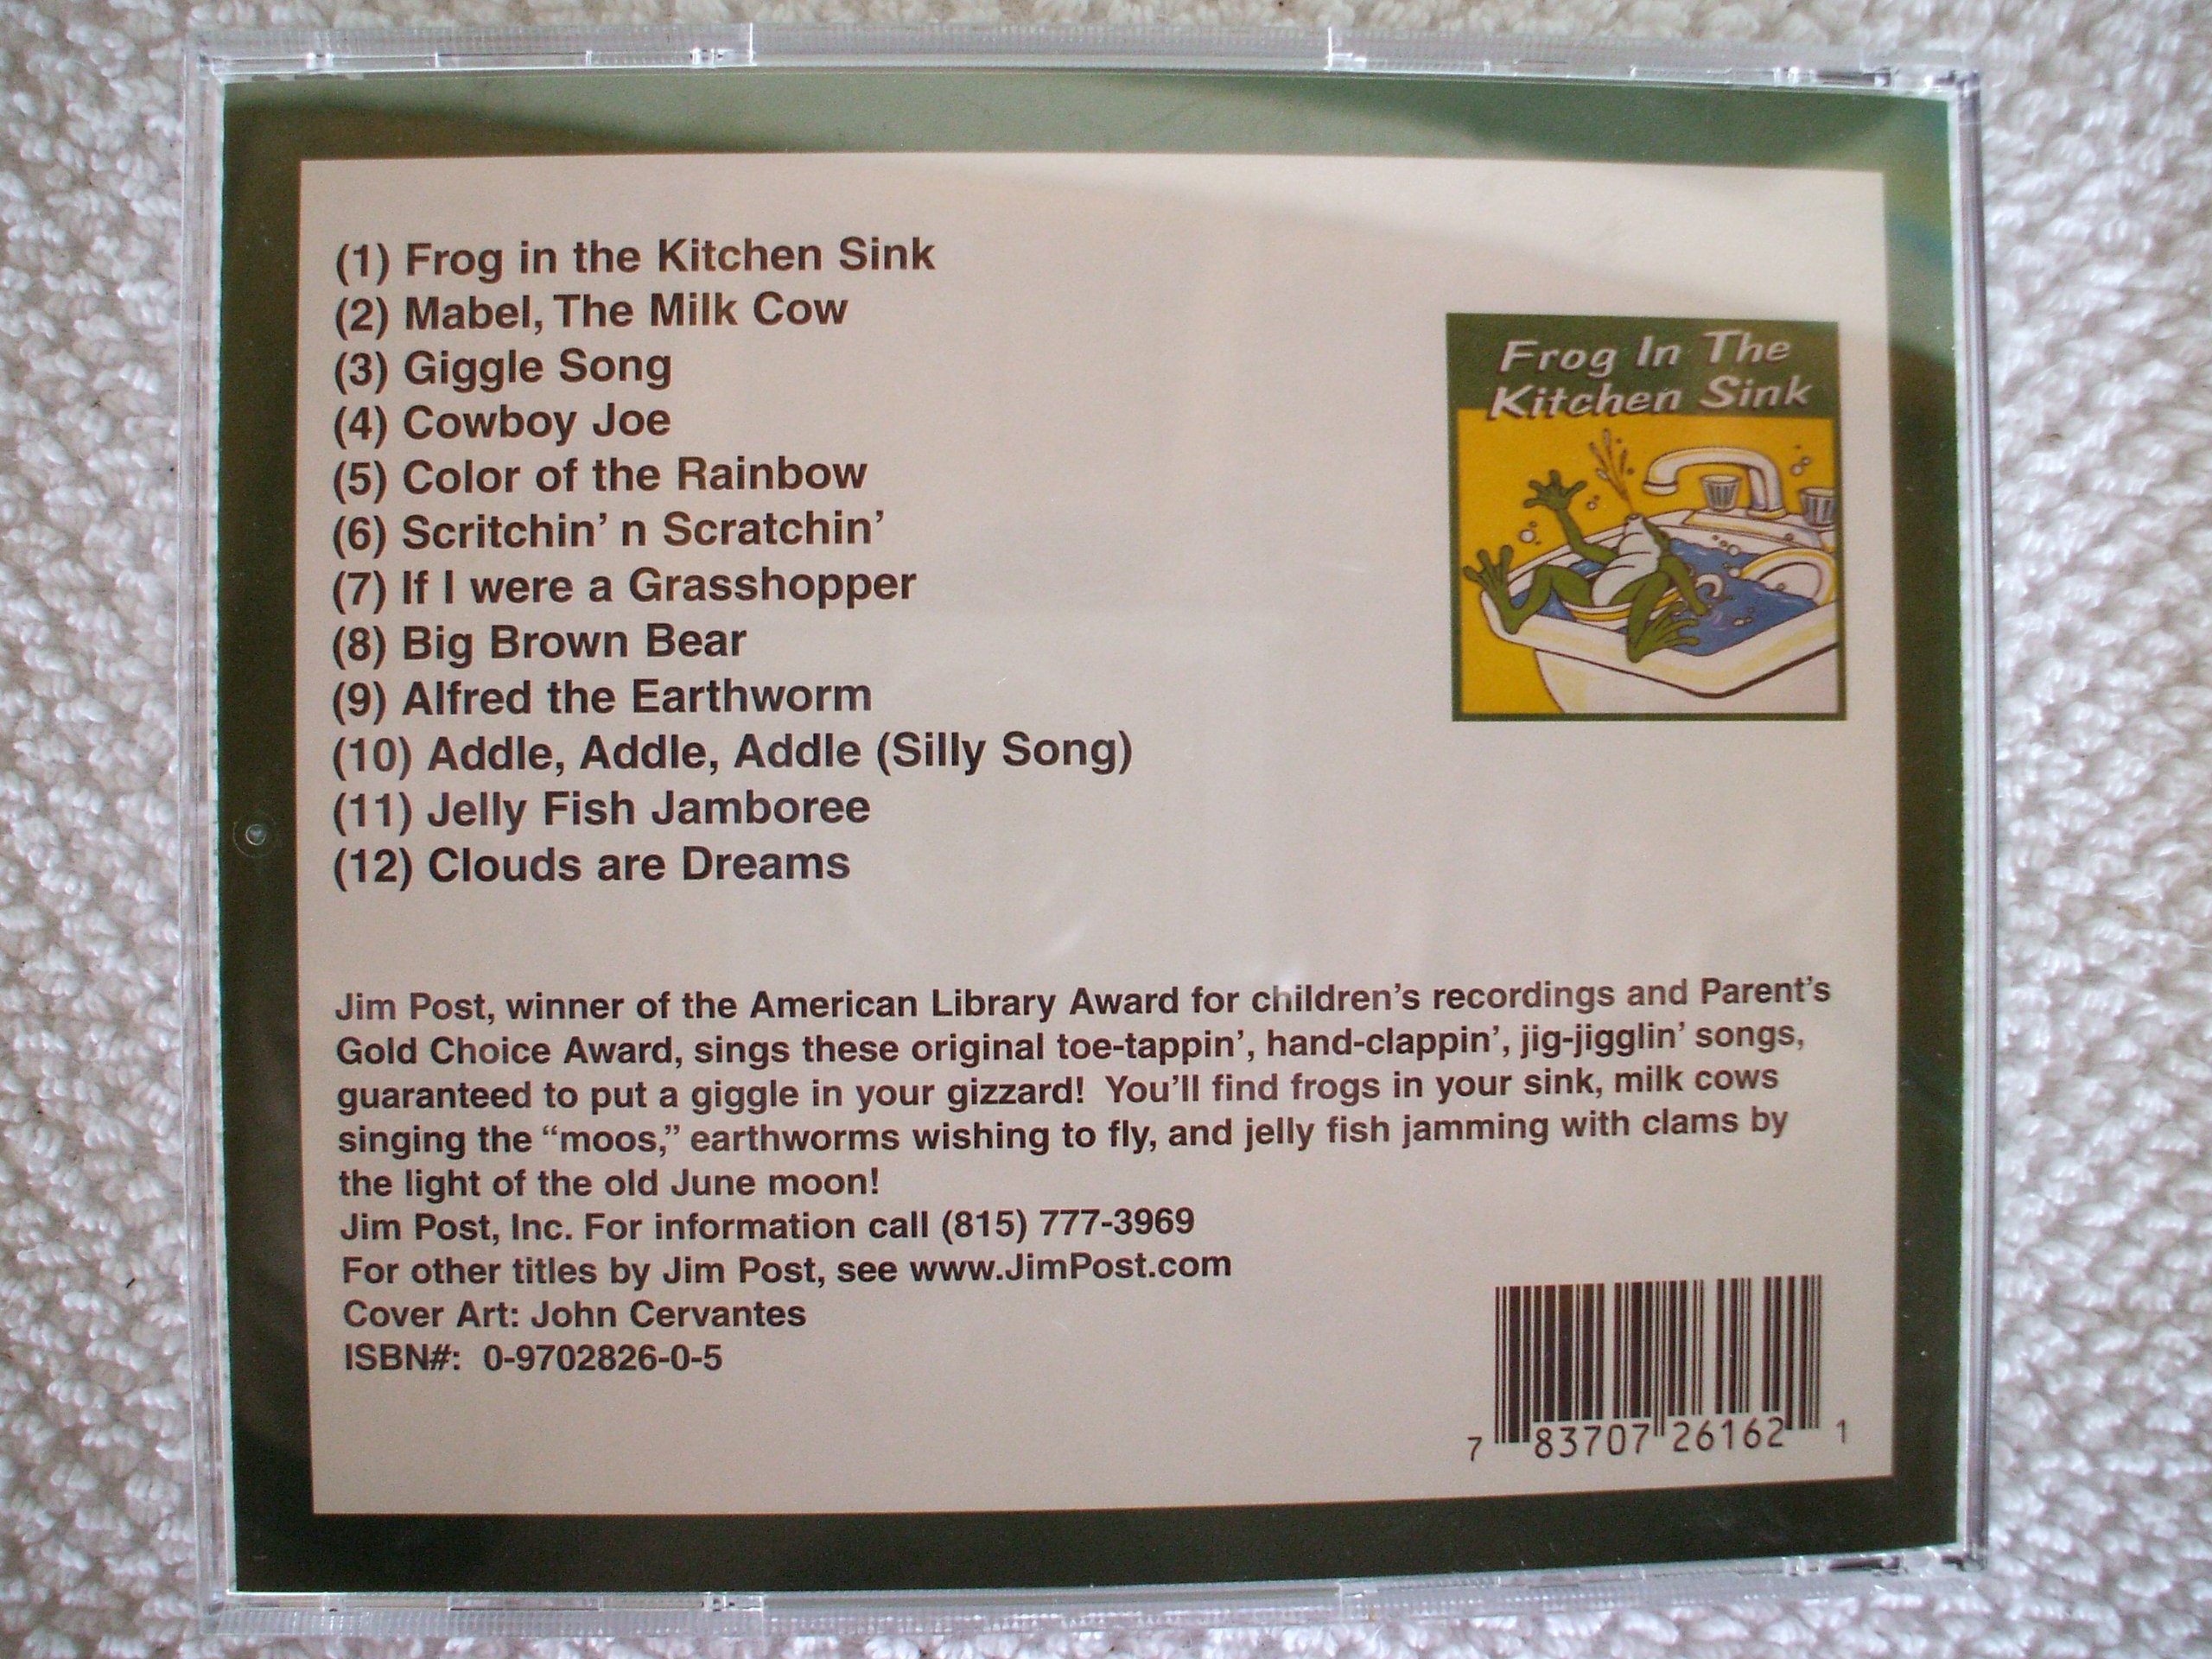 (1) Frog in the Kitchen Sink
(2) Mabel, The Milk Cow
(3) Giggle Song
(4) Cowboy Joe
(5) Color of the Rainbow
(6) Scritchin' n Scratchin'
(7) If I were a Grasshopper
(8) Big Brown Bear
(9) Alfred the Earthworm
(10) Addle, Addle, Addle (Silly Song)
(11) Jelly Fish Jamboree
(12) Clouds are Dreams
Frog In The
Kitchen Sink
Jim Post, winner of the American Library Award for children's recordings and Parent's
Gold Choice Award, sings these original toe-tappin', hand-clappin', jig-jigglin' songs,
guaranteed to put a giggle in your gizzard! You'll find frogs in your sink, milk cows
singing the “moos,” earthworms wishing to fly, and jelly fish jamming with clams by
the light of the old June moon!
Jim Post, Inc. For information call (815) 777-3969
For other titles by Jim Post, see www.JimPost.com
Cover Art: John Cervantes
ISBN#: 0-9702826-0-5
7 83707 26162 1